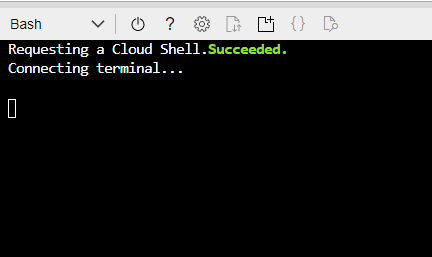 Bash
Requesting a Cloud Shell.Succeeded.
Connecting terminal...